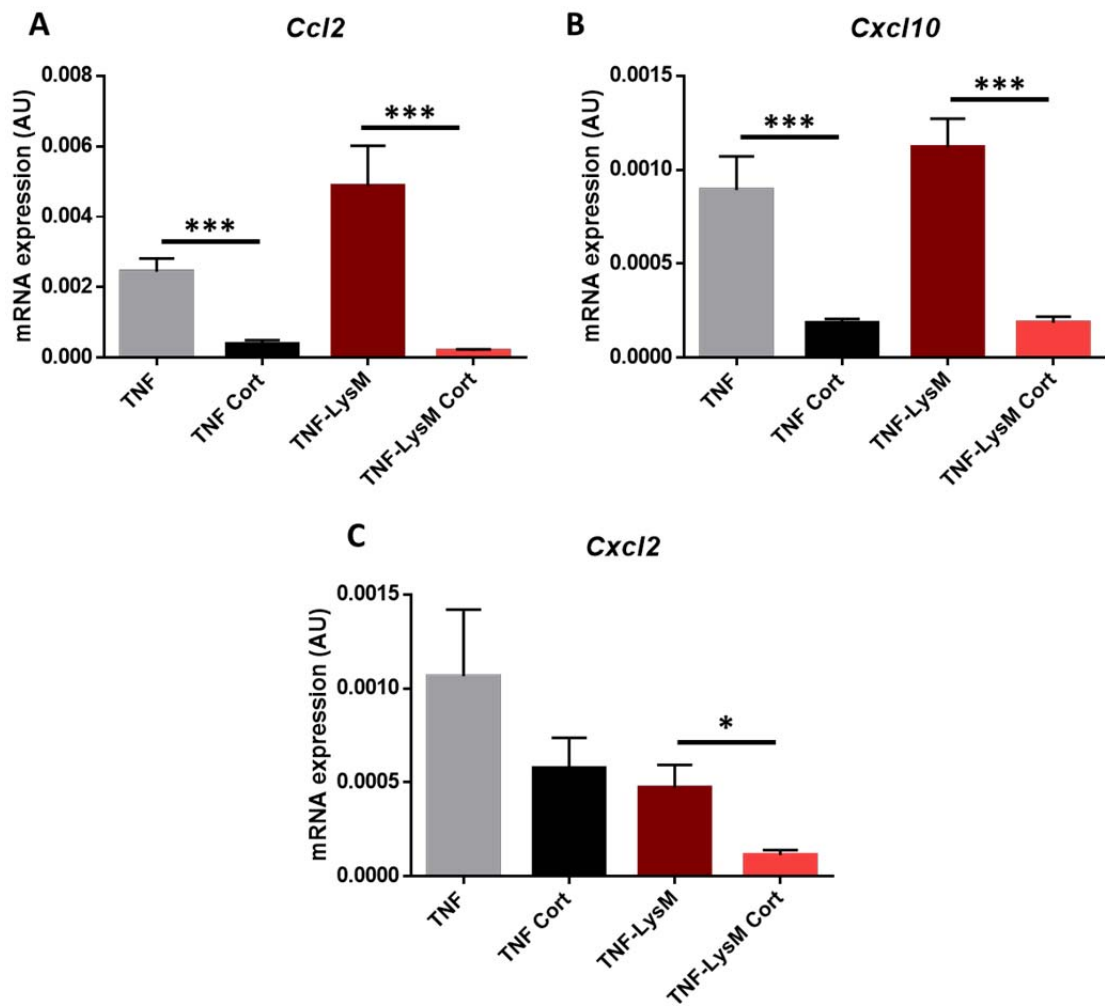 A
Ccl2
mRNA expression (AU)
0.008
0.006
0.004
0.002
0.000
***
***
TNF
TNF Cort
TNF-LysM
TNF-LysM Cort
B
Cxcl10
mRNA expression (AU)
0.0015
0.0010
0.0005
0.0000
***
***
TNF
TNF Cort
TNF-LysM
TNF-LysM Cort
C
Cxcl2
mRNA expression (AU)
0.0015
0.0010
0.0005
0.0000
*
TNF
TNF Cort
TNF-LysM
TNF-LysM Cort